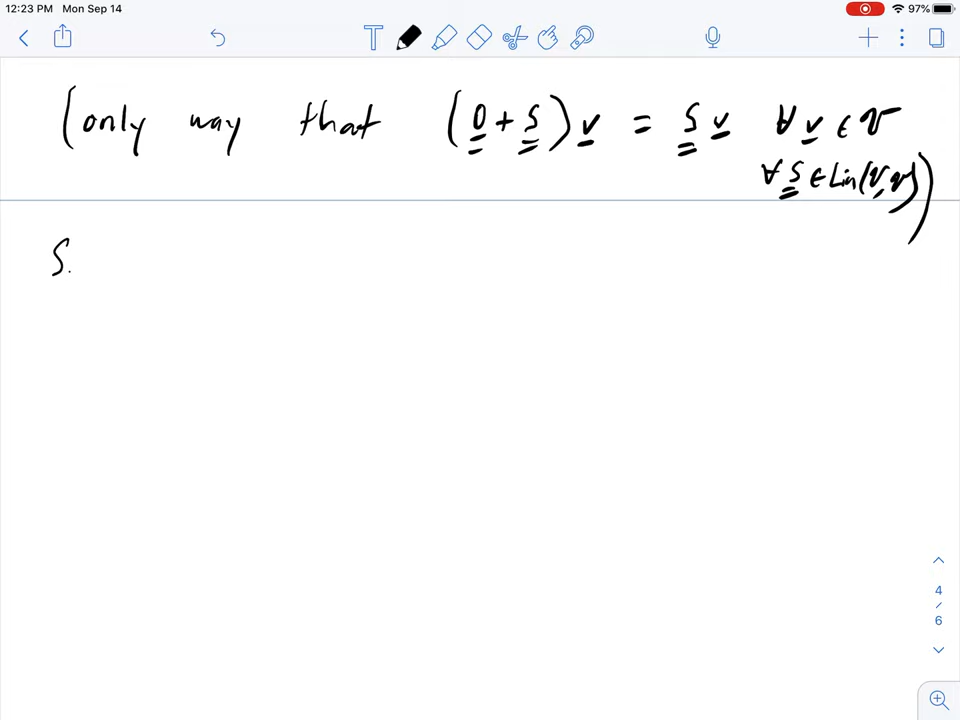 12:23 PM Mon Sep 14 97%
(only way that (0 + S) v = S v ∀ v ∈ V
∀ S ∈ Lin(V, V))
S.
4
/
6